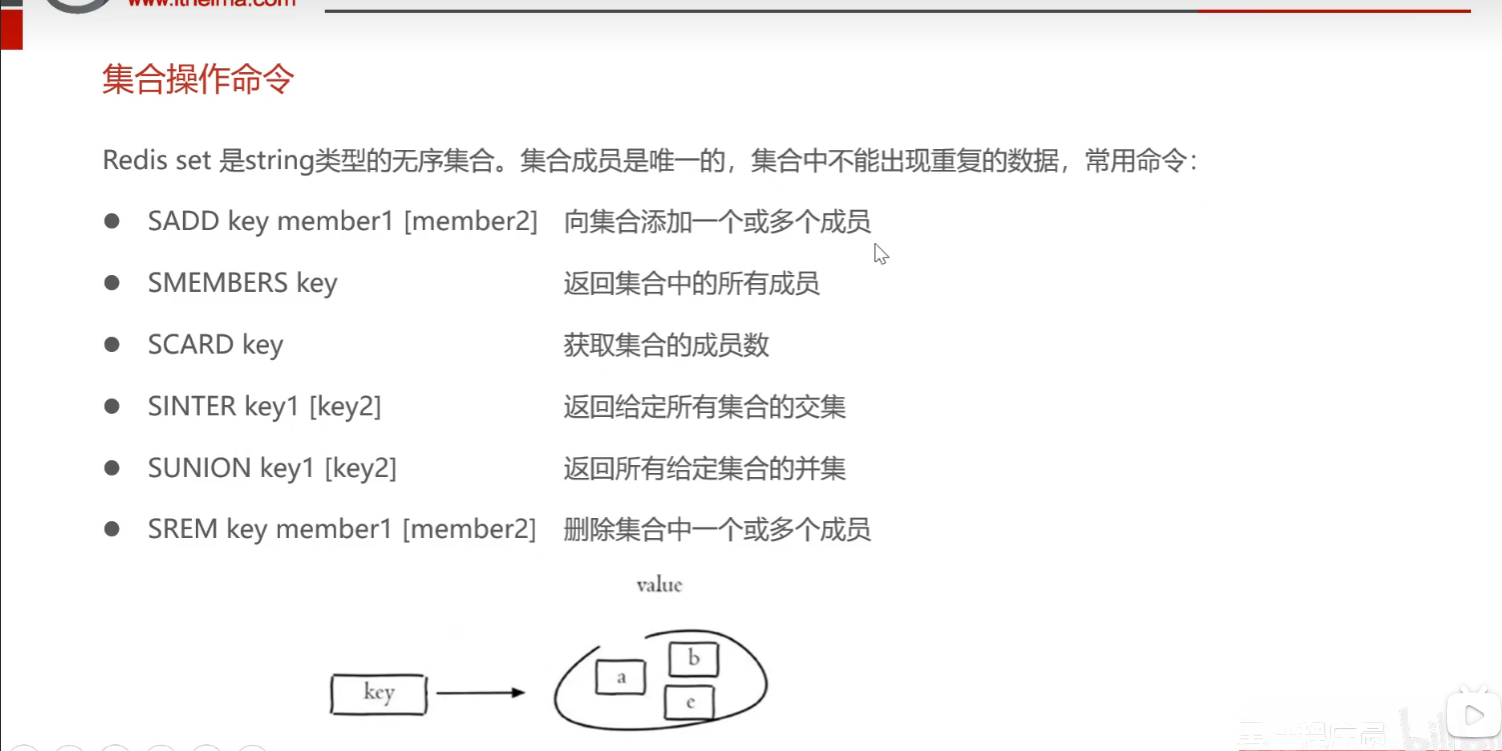 www.itheima.com
集合操作命令
Redis set 是string类型的无序集合。集合成员是唯一的，集合中不能出现重复的数据，常用命令：
● SADD key member1 [member2] 向集合添加一个或多个成员
● SMEMBERS key 返回集合中的所有成员
● SCARD key 获取集合的成员数
● SINTER key1 [key2] 返回给定所有集合的交集
● SUNION key1 [key2] 返回所有给定集合的并集
● SREM key member1 [member2] 删除集合中一个或多个成员
value
b
a
key
c